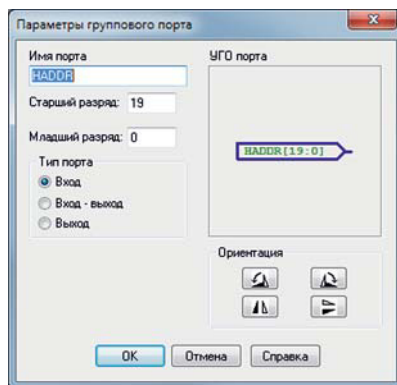 Параметры группового порта
Имя порта
HADDR
Старший разряд: 19
Младший разряд: 0
Тип порта
Вход
Вход - выход
Выход
УГО порта
HADDR[19:0]
Ориентация
OK
Отмена
Справка